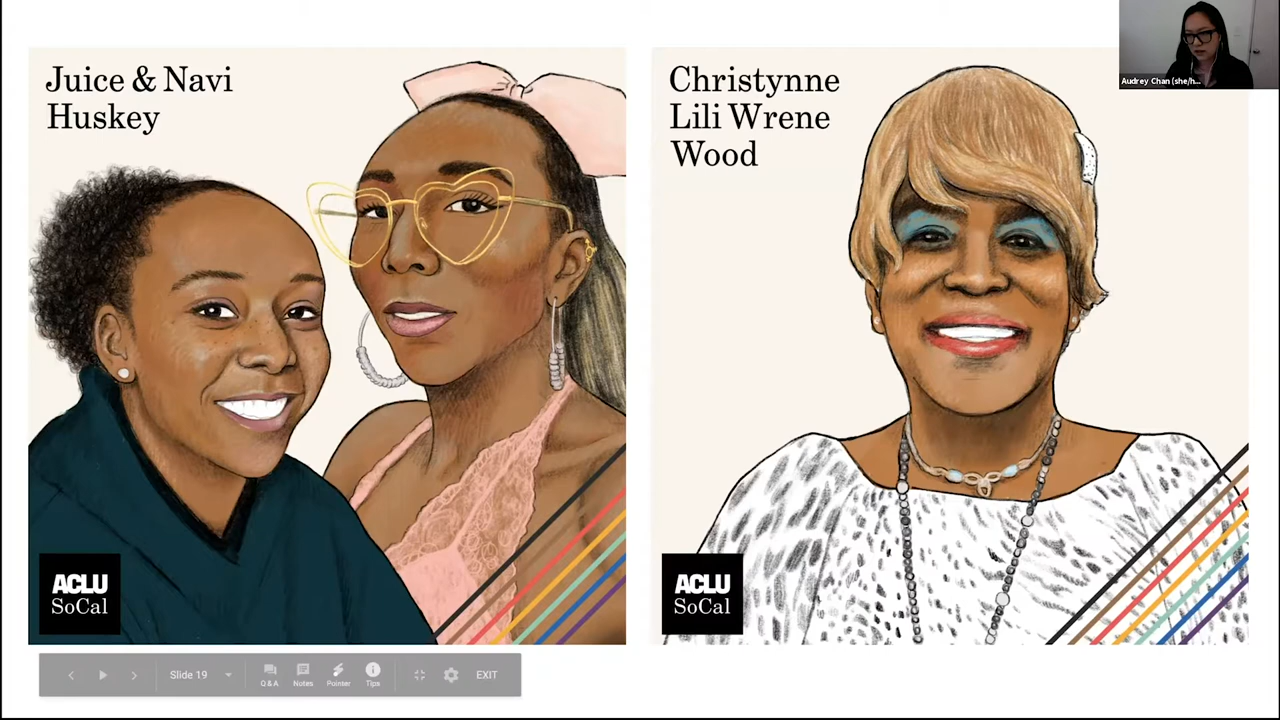 Juice & Navi
Huskey
Christynne
Lili Wrene
Wood
Audrey Chan (she/h...
ACLU
SoCal
ACLU
SoCal
Slide 19
Q & A
Notes
Pointer
Tips
EXIT